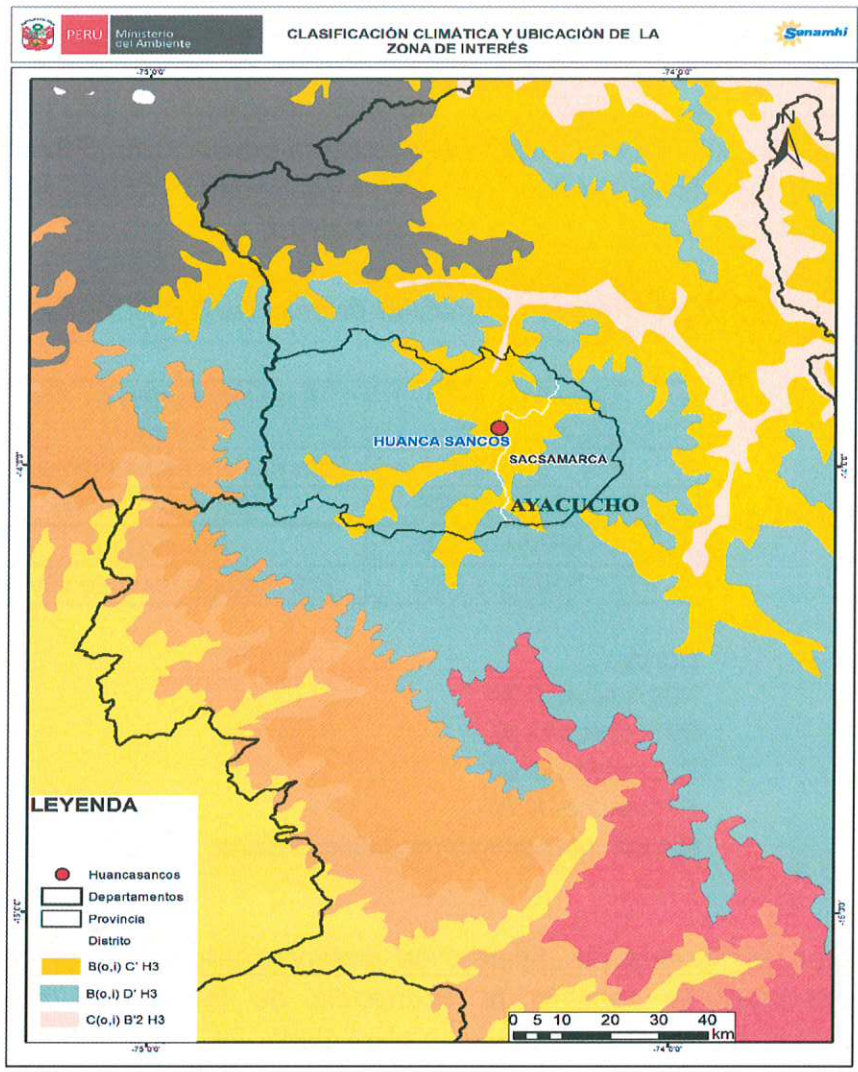 PERÚ
Ministerio
del Ambiente
CLASIFICACIÓN CLIMÁTICA Y UBICACIÓN DE LA
ZONA DE INTERÉS
Senamhi
-75°0'0"
-74°0'0"
N
HUANCA SANCOS
SACSAMARCA
AYACUCHO
LEYENDA
Huancasancos
Departamentos
Provincia
Distrito
B(o,i) C' H3
B(o,i) D' H3
C(o,i) B'2 H3
0 5 10 20 30 40
km
-75°0'0"
-74°0'0"